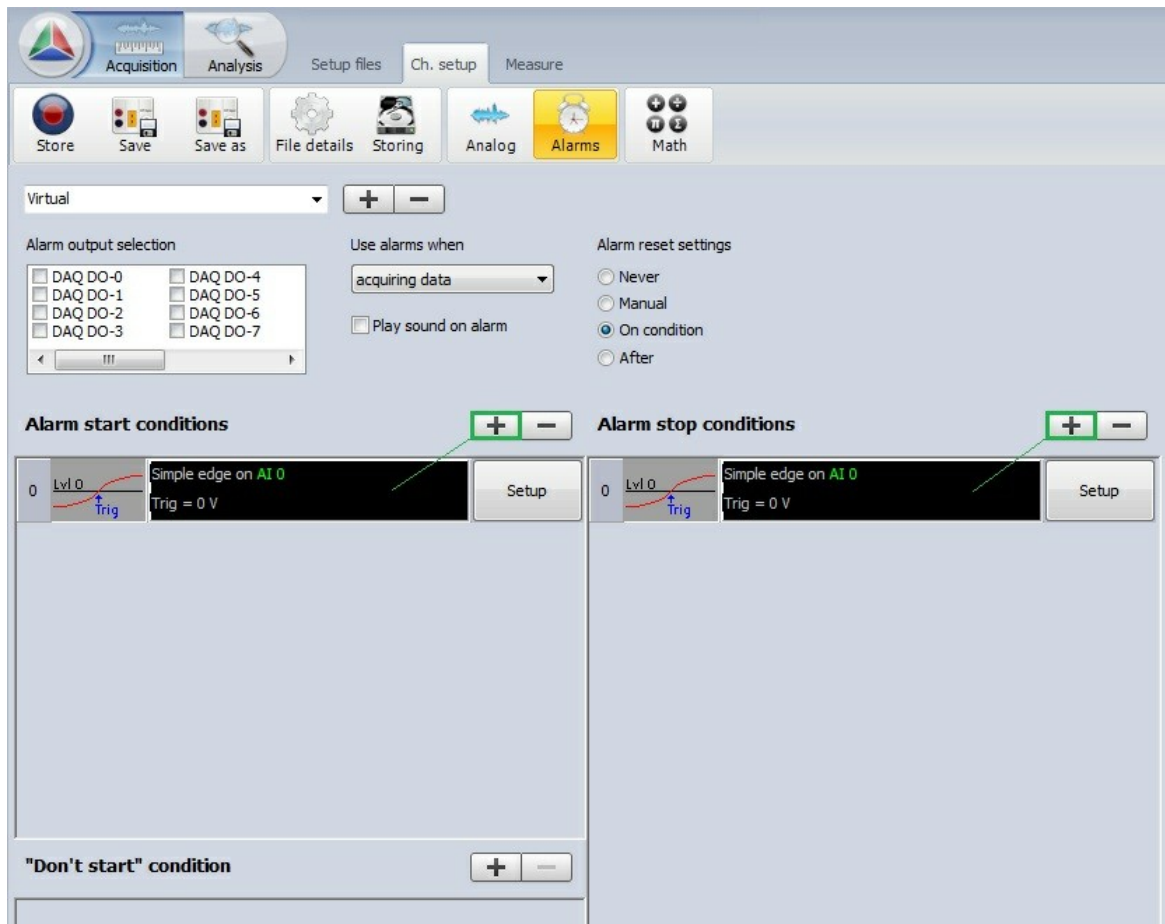 Acquisition
Analysis
Setup files
Ch. setup
Measure
Store
Save
Save as
File details
Storing
Analog
Alarms
Math
Virtual
Alarm output selection
DAQ DO-0
DAQ DO-4
DAQ DO-1
DAQ DO-5
DAQ DO-2
DAQ DO-6
DAQ DO-3
DAQ DO-7
Use alarms when
acquiring data
Play sound on alarm
Alarm reset settings
Never
Manual
On condition
After
Alarm start conditions
0
Lvl 0
Trig
Simple edge on AI 0
Trig = 0 V
Setup
Alarm stop conditions
0
Lvl 0
Trig
Simple edge on AI 0
Trig = 0 V
Setup
"Don't start" condition